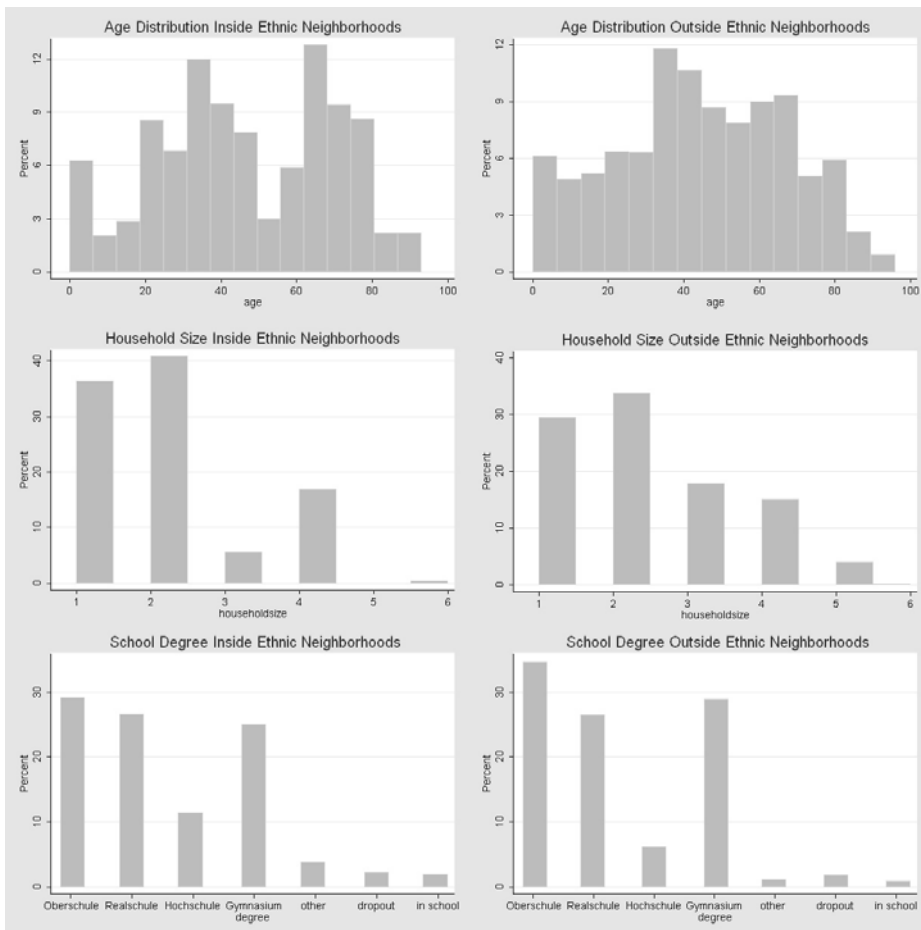 Age Distribution Inside Ethnic Neighborhoods
Percent
12
9
6
3
0
0 20 40 60 80 100
age
Age Distribution Outside Ethnic Neighborhoods
Percent
12
9
6
3
0
0 20 40 60 80 100
age
Household Size Inside Ethnic Neighborhoods
Percent
40
30
20
10
0
1 2 3 4 5 6
householdsize
Household Size Outside Ethnic Neighborhoods
Percent
40
30
20
10
0
1 2 3 4 5 6
householdsize
School Degree Inside Ethnic Neighborhoods
Percent
30
20
10
0
Oberschule Realschule Hochschule Gymnasium other dropout in school
degree
School Degree Outside Ethnic Neighborhoods
Percent
30
20
10
0
Oberschule Realschule Hochschule Gymnasium other dropout in school
degree